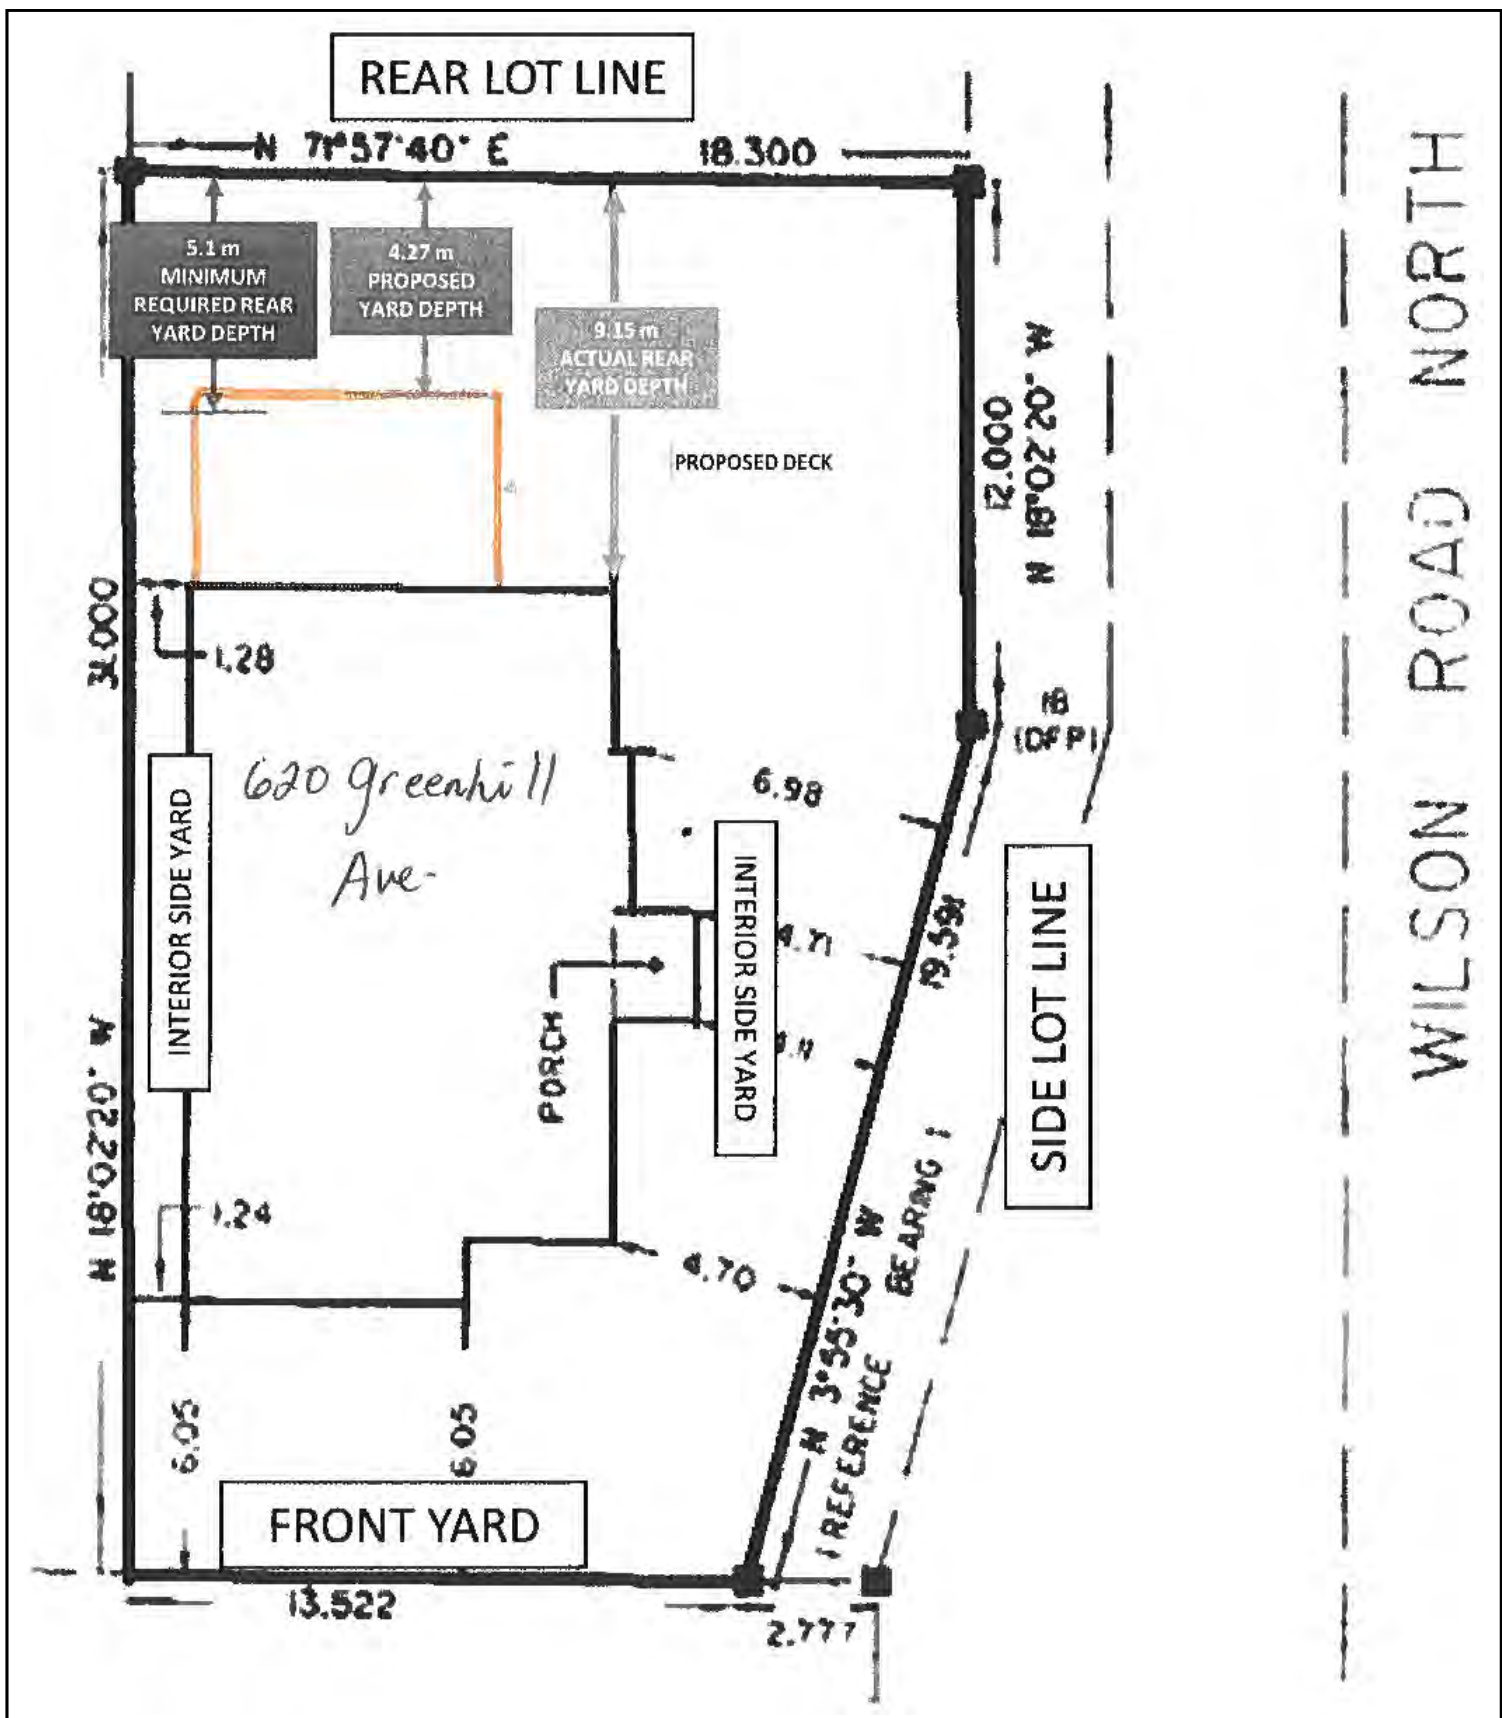 REAR LOT LINE
N 71°57'40" E
18.300
5.1 m
MINIMUM
REQUIRED REAR
YARD DEPTH
4.27 m
PROPOSED
YARD DEPTH
9.15 m
ACTUAL REAR
YARD DEPTH
PROPOSED DECK
12.000
N 18°02'20" W
WILSON ROAD NORTH
31.000
1.28
IB
(DFP)
620 Greenhill
Ave.
6.98
INTERIOR SIDE YARD
INTERIOR SIDE YARD
4.71
19.591
SIDE LOT LINE
PORCH
N 18°02'20" W
1.24
4.70
N 3°55'30" W
(REFERENCE BEARING)
6.05
6.05
FRONT YARD
13.522
2.777